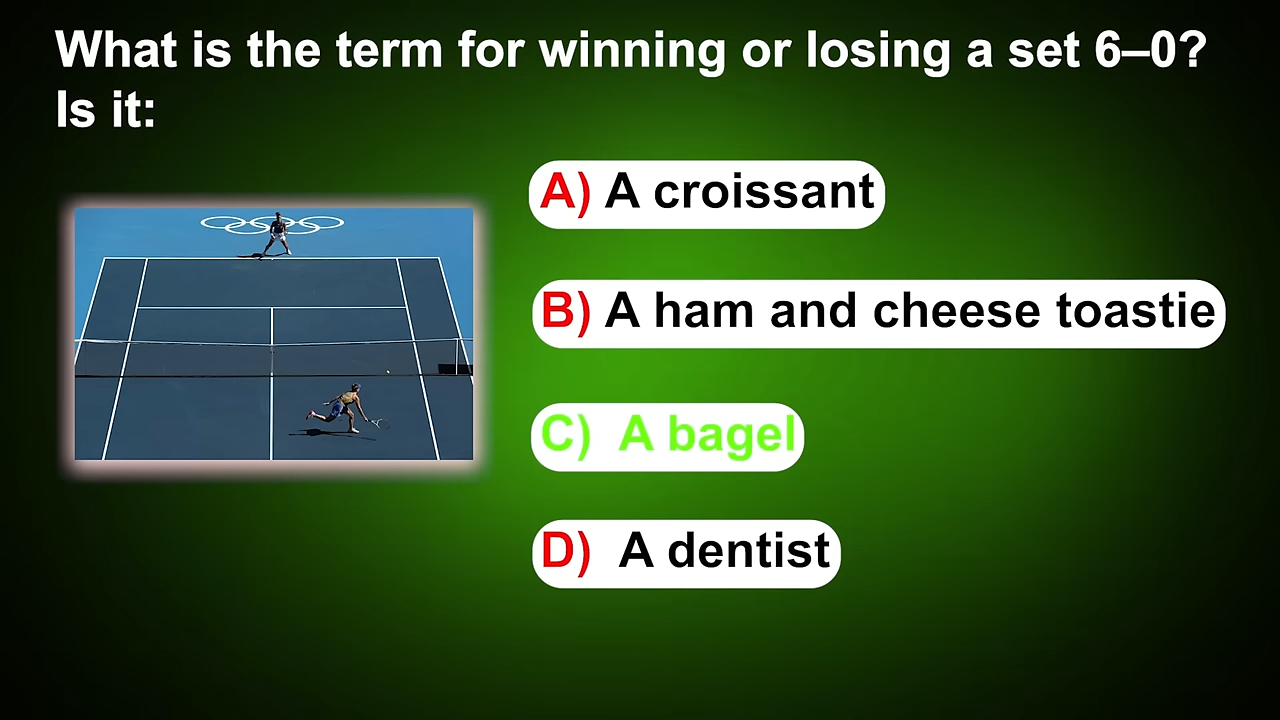 What is the term for winning or losing a set 6–0?
Is it:
A) A croissant
B) A ham and cheese toastie
C) A bagel
D) A dentist